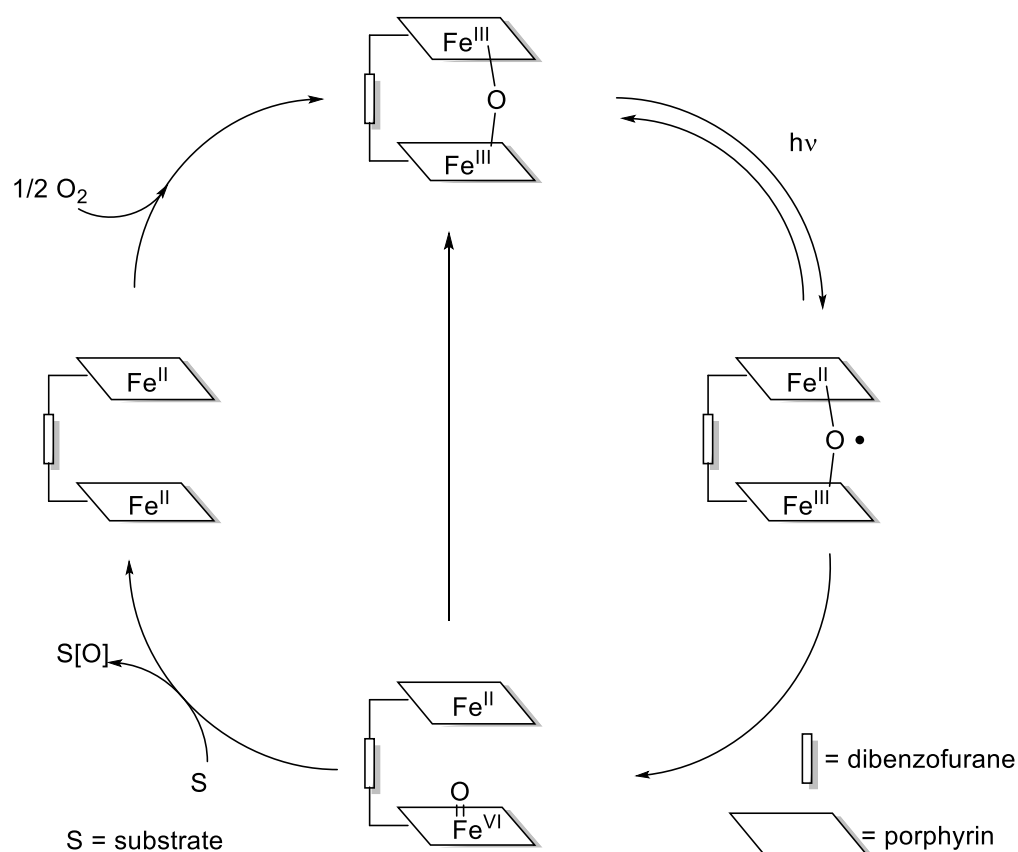 Fe^III
O
Fe^III
hν
1/2 O₂
Fe^II
Fe^II
Fe^II
O •
Fe^III
S[O]
S
Fe^II
O
Fe^VI
= dibenzofurane
S = substrate
= porphyrin